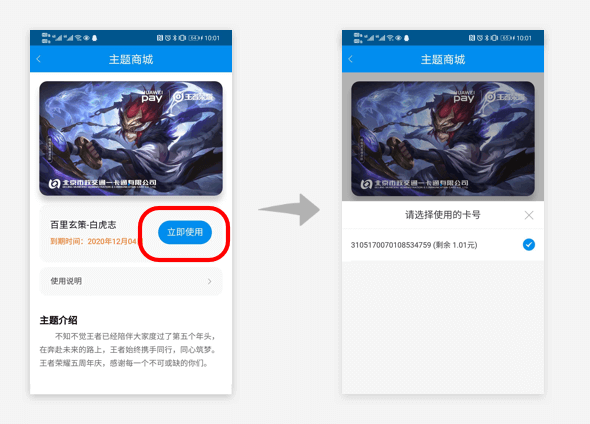 10:01
主题商城
HUAWEI
pay
王者荣耀
北京市政交通一卡通有限公司
百里玄策-白虎志
到期时间：2020年12月04
立即使用
使用说明
主题介绍
不知不觉王者已经陪伴大家度过了第五个年头，
在奔赴未来的路上，王者始终携手同行，同心筑梦。
王者荣耀五周年庆，感谢每一个不可或缺的你们。
10:01
主题商城
HUAWEI
pay
王者荣耀
北京市政交通一卡通有限公司
请选择使用的卡号
3105170070108534759 (剩余 1.01元)